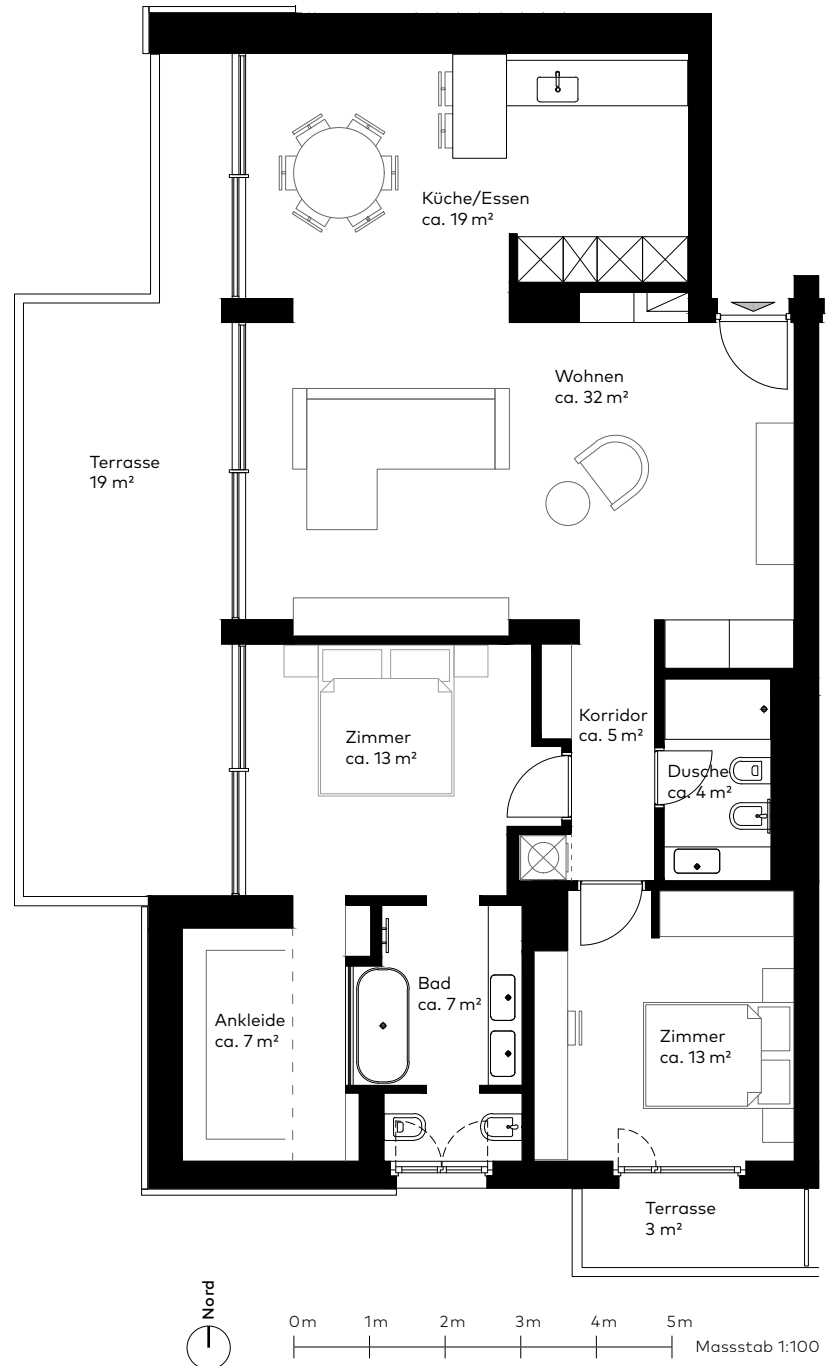 Küche/Essen
ca. 19 m²
Wohnen
ca. 32 m²
Terrasse
19 m²
Zimmer
ca. 13 m²
Korridor
ca. 5 m²
Dusche
ca. 4 m²
Bad
ca. 7 m²
Ankleide
ca. 7 m²
Zimmer
ca. 13 m²
Terrasse
3 m²
Nord
0m 1m 2m 3m 4m 5m
Massstab 1:100